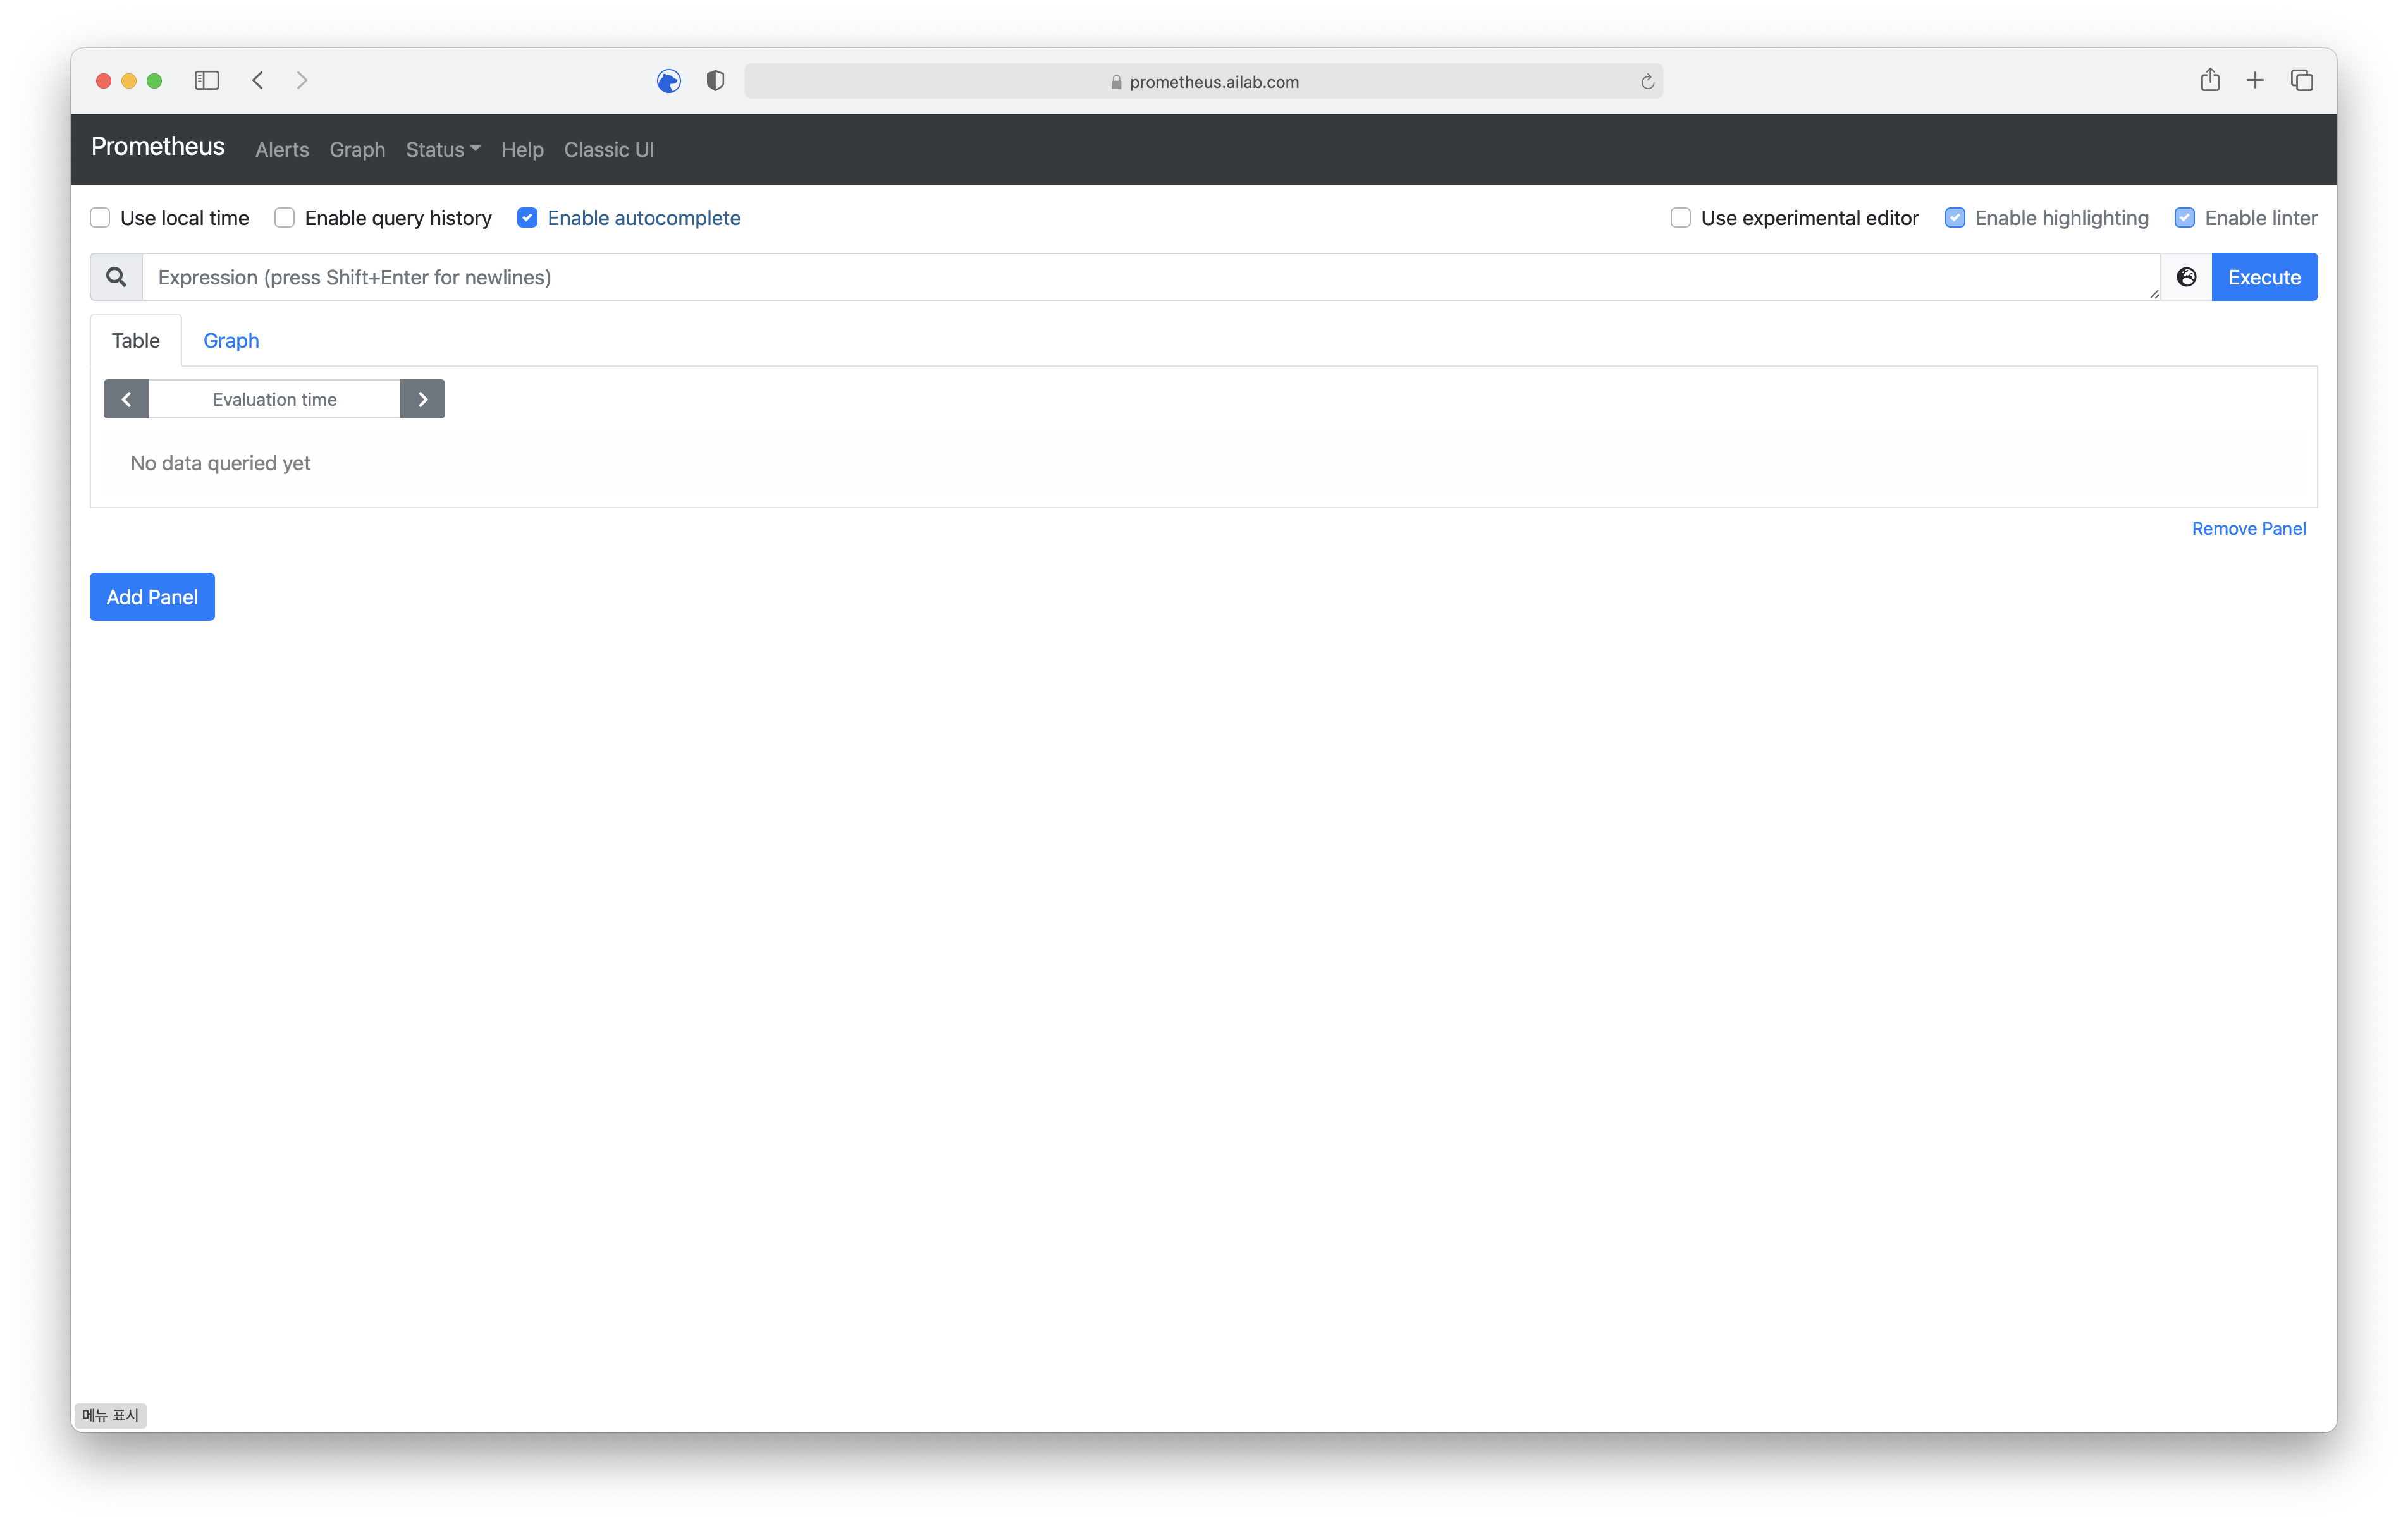 prometheus.ailab.com
Prometheus Alerts Graph Status Help Classic UI
Use local time Enable query history Enable autocomplete Use experimental editor Enable highlighting Enable linter
Expression (press Shift+Enter for newlines) Execute
Table Graph
Evaluation time
No data queried yet
Remove Panel
Add Panel
메뉴 표시